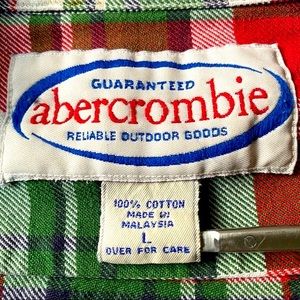 GUARANTEED
abercrombie
RELIABLE OUTDOOR GOODS
100% COTTON
MADE IN
MALAYSIA
L
OVER FOR CARE